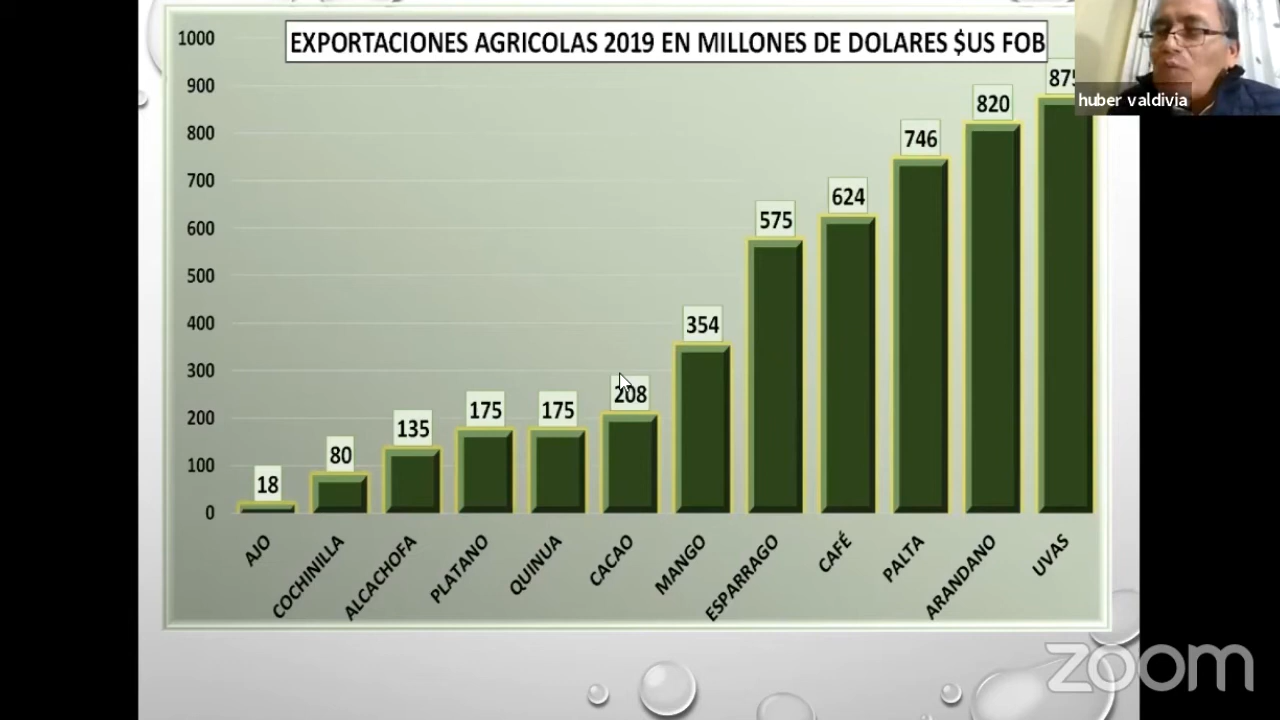 EXPORTACIONES AGRICOLAS 2019 EN MILLONES DE DOLARES $US FOB
huber valdivia
1000
900
800
700
600
500
400
300
200
100
0
18
80
135
175
175
208
354
575
624
746
820
875
AJO
COCHINILLA
ALCACHOFA
PLATANO
QUINUA
CACAO
MANGO
ESPARRAGO
CAFÉ
PALTA
ARANDANO
UVAS
zoom